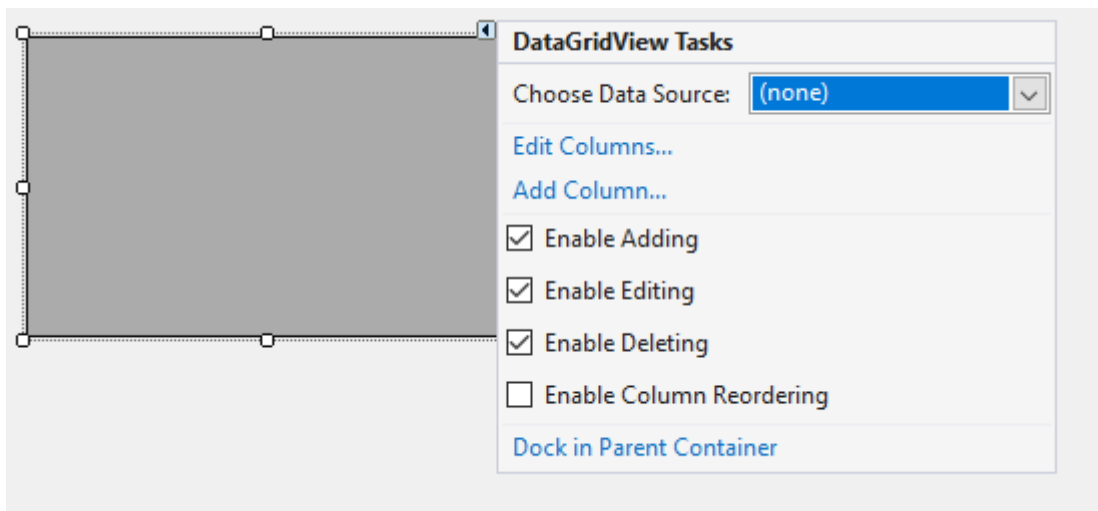 DataGridView Tasks
Choose Data Source: (none)
Edit Columns...
Add Column...
Enable Adding
Enable Editing
Enable Deleting
Enable Column Reordering
Dock in Parent Container